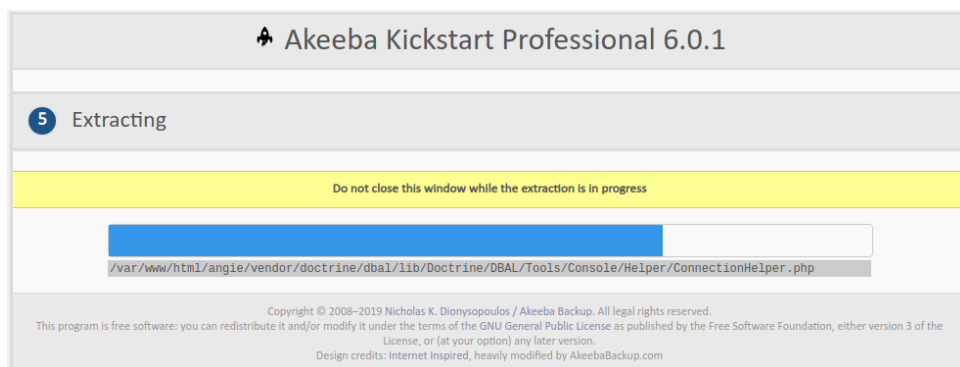 Akeeba Kickstart Professional 6.0.1
5 Extracting
Do not close this window while the extraction is in progress
/var/www/html/angie/vendor/doctrine/dbal/lib/Doctrine/DBAL/Tools/Console/Helper/ConnectionHelper.php
Copyright © 2008–2019 Nicholas K. Dionysopoulos / Akeeba Backup. All legal rights reserved.
This program is free software: you can redistribute it and/or modify it under the terms of the GNU General Public License as published by the Free Software Foundation, either version 3 of the
License, or (at your option) any later version.
Design credits: Internet Inspired, heavily modified by AkeebaBackup.com